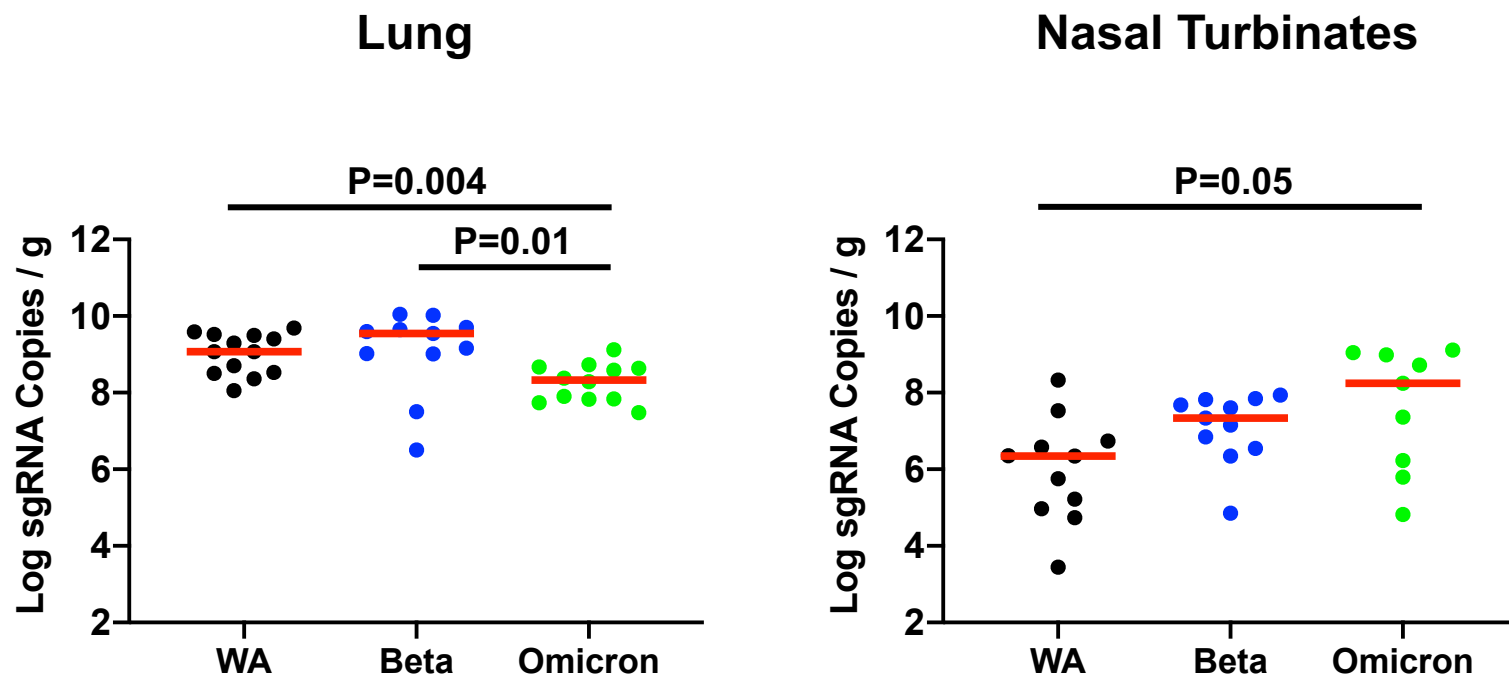 Lung
P=0.004
P=0.01
Log sgRNA Copies / g
12
10
8
6
4
2
WA Beta Omicron
Nasal Turbinates
P=0.05
Log sgRNA Copies / g
12
10
8
6
4
2
WA Beta Omicron